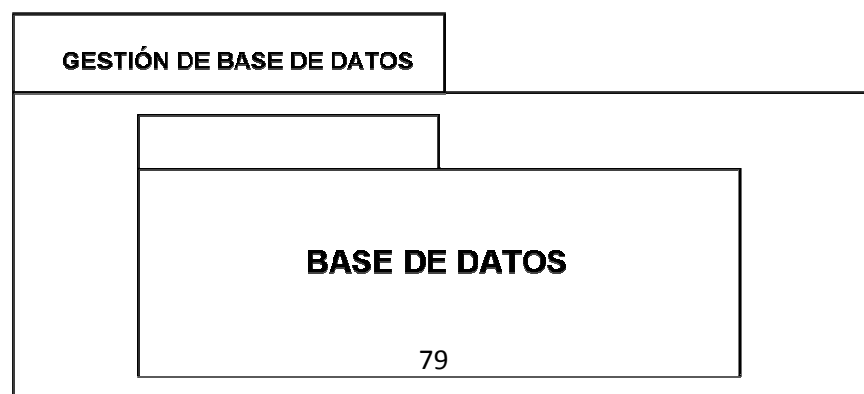 GESTIÓN DE BASE DE DATOS
BASE DE DATOS
79